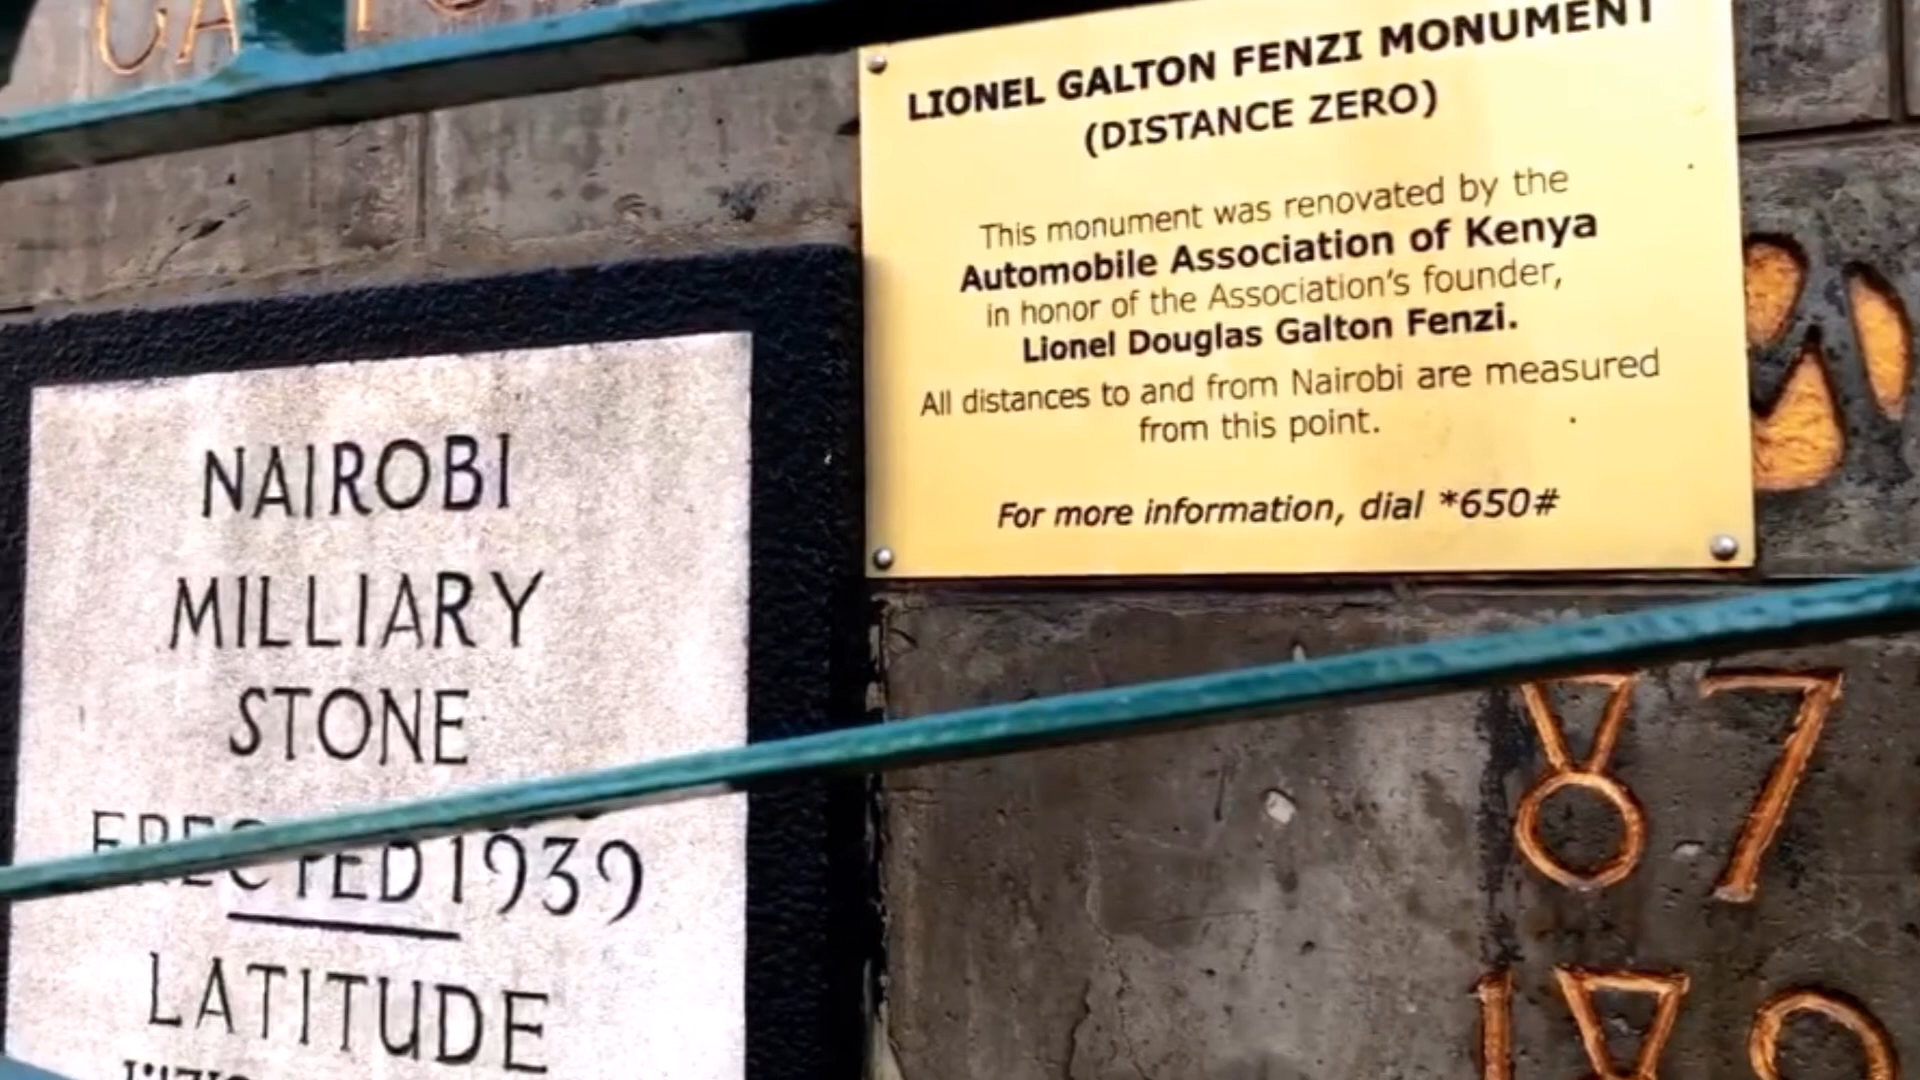 LIONEL GALTON FENZI MONUMENT
(DISTANCE ZERO)
This monument was renovated by the
Automobile Association of Kenya
in honor of the Association's founder,
Lionel Douglas Galton Fenzi.
All distances to and from Nairobi are measured
from this point.
For more information, dial *650#
NAIROBI
MILLIARY
STONE
ERECTED 1939
LATITUDE
87